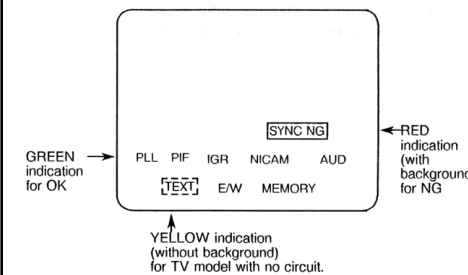 SYNC NG
GREEN
indication
for OK
PLL PIF IGR NICAM AUD
RED
indication
(with
background
for NG
TEXT E/W MEMORY
YELLOW indication
(without background)
for TV model with no circuit.